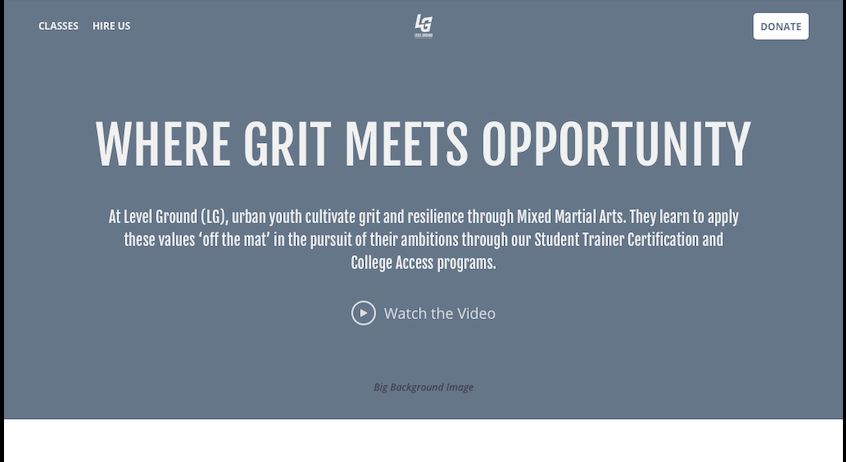 CLASSES
HIRE US
LG
LEVEL GROUND
DONATE
WHERE GRIT MEETS OPPORTUNITY
At Level Ground (LG), urban youth cultivate grit and resilience through Mixed Martial Arts. They learn to apply
these values ‘off the mat’ in the pursuit of their ambitions through our Student Trainer Certification and
College Access programs.
Watch the Video
Big Background Image